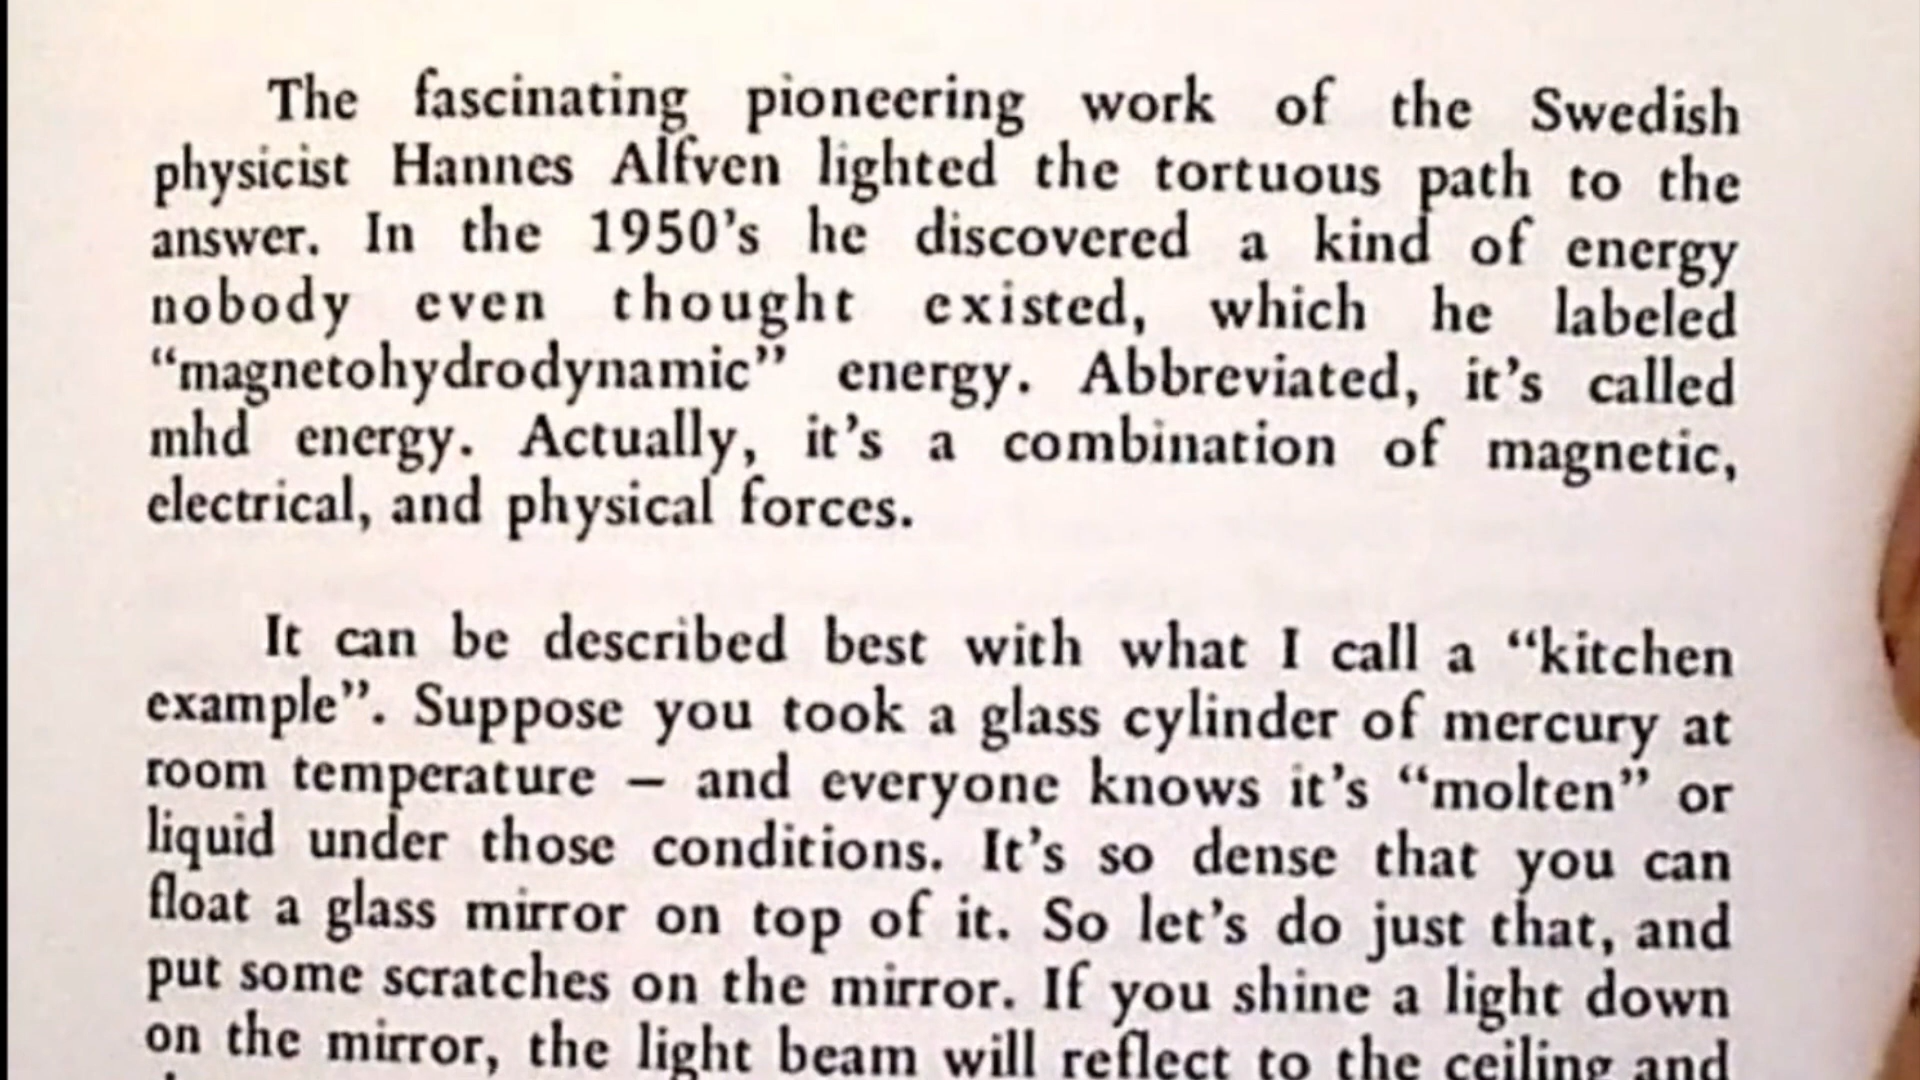 The fascinating pioneering work of the Swedish
physicist Hannes Alfven lighted the tortuous path to the
answer. In the 1950's he discovered a kind of energy
nobody even thought existed, which he labeled
“magnetohydrodynamic” energy. Abbreviated, it's called
mhd energy. Actually, it's a combination of magnetic,
electrical, and physical forces.
It can be described best with what I call a “kitchen
example”. Suppose you took a glass cylinder of mercury at
room temperature — and everyone knows it's “molten” or
liquid under those conditions. It's so dense that you can
float a glass mirror on top of it. So let's do just that, and
put some scratches on the mirror. If you shine a light down
on the mirror, the light beam will reflect to the ceiling and